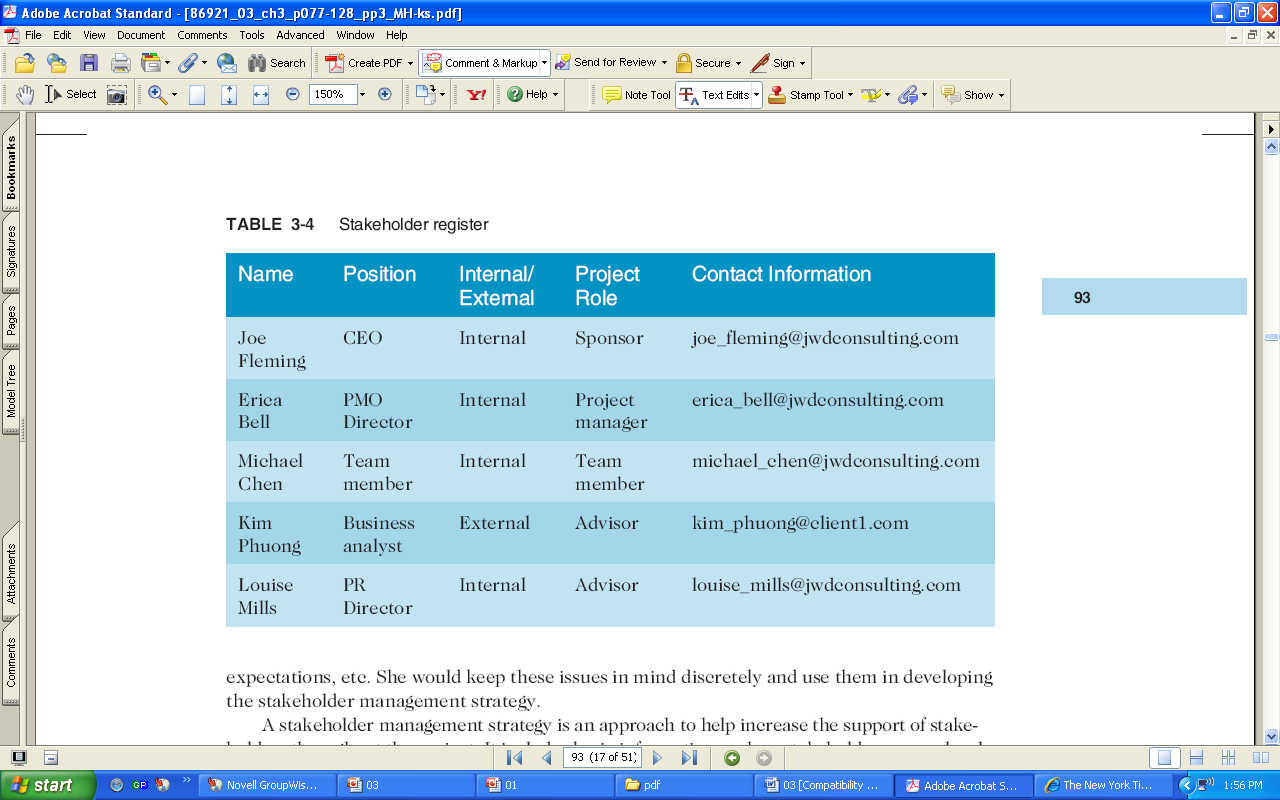 Adobe Acrobat Standard - [86921_03_ch3_p077-128_pp3_MH-ks.pdf]
File Edit View Document Comments Tools Advanced Window Help
Search Create PDF Comment & Markup Send for Review Secure Sign
Select 150% Y! Help Note Tool Text Edits Stamp Tool Show
Bookmarks
Signatures
Pages
Model Tree
Attachments
Comments
TABLE 3-4 Stakeholder register
Name Position Internal/ Project Contact Information
External Role
Joe CEO Internal Sponsor joe_fleming@jwdconsulting.com
Fleming
Erica PMO Internal Project erica_bell@jwdconsulting.com
Bell Director manager
Michael Team Internal Team michael_chen@jwdconsulting.com
Chen member member
Kim Business External Advisor kim_phuong@client1.com
Phuong analyst
Louise PR Internal Advisor louise_mills@jwdconsulting.com
Mills Director
93
expectations, etc. She would keep these issues in mind discretely and use them in developing
the stakeholder management strategy.
A stakeholder management strategy is an approach to help increase the support of stake-
93 (17 of 51)
start GP Novell GroupWis... 03 01 pdf 03 [Compatibility ... Adobe Acrobat S... The New York Ti... 1:56 PM